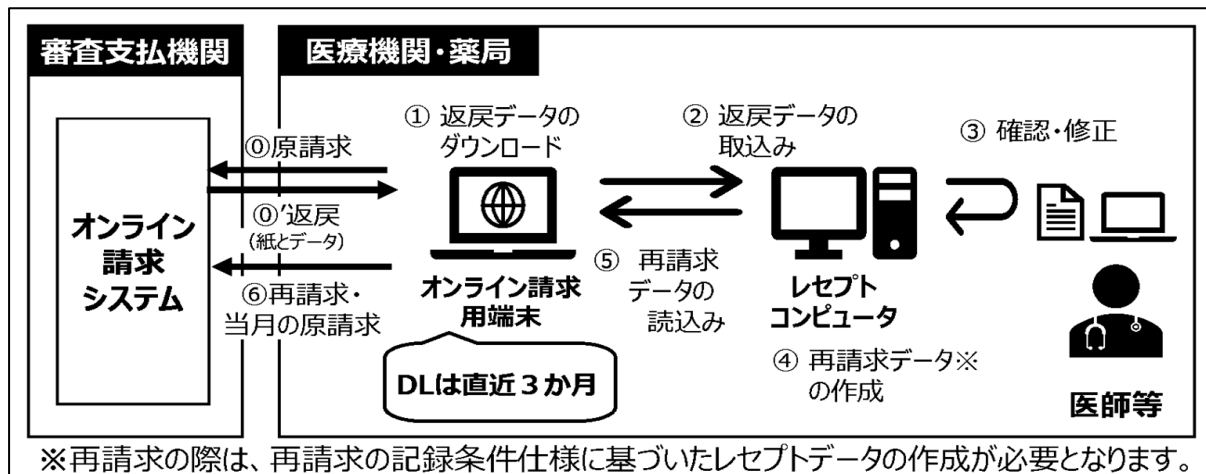 審査支払機関
医療機関・薬局
オンライン
請求
システム
⓪原請求
⓪’返戻
(紙とデータ)
⑥再請求・
当月の原請求
① 返戻データの
ダウンロード
オンライン請求
用端末
DLは直近３か月
② 返戻データの
取込み
⑤ 再請求
データの
読込み
レセプト
コンピュータ
③ 確認・修正
④ 再請求データ※
の作成
医師等
※再請求の際は、再請求の記録条件仕様に基づいたレセプトデータの作成が必要となります。